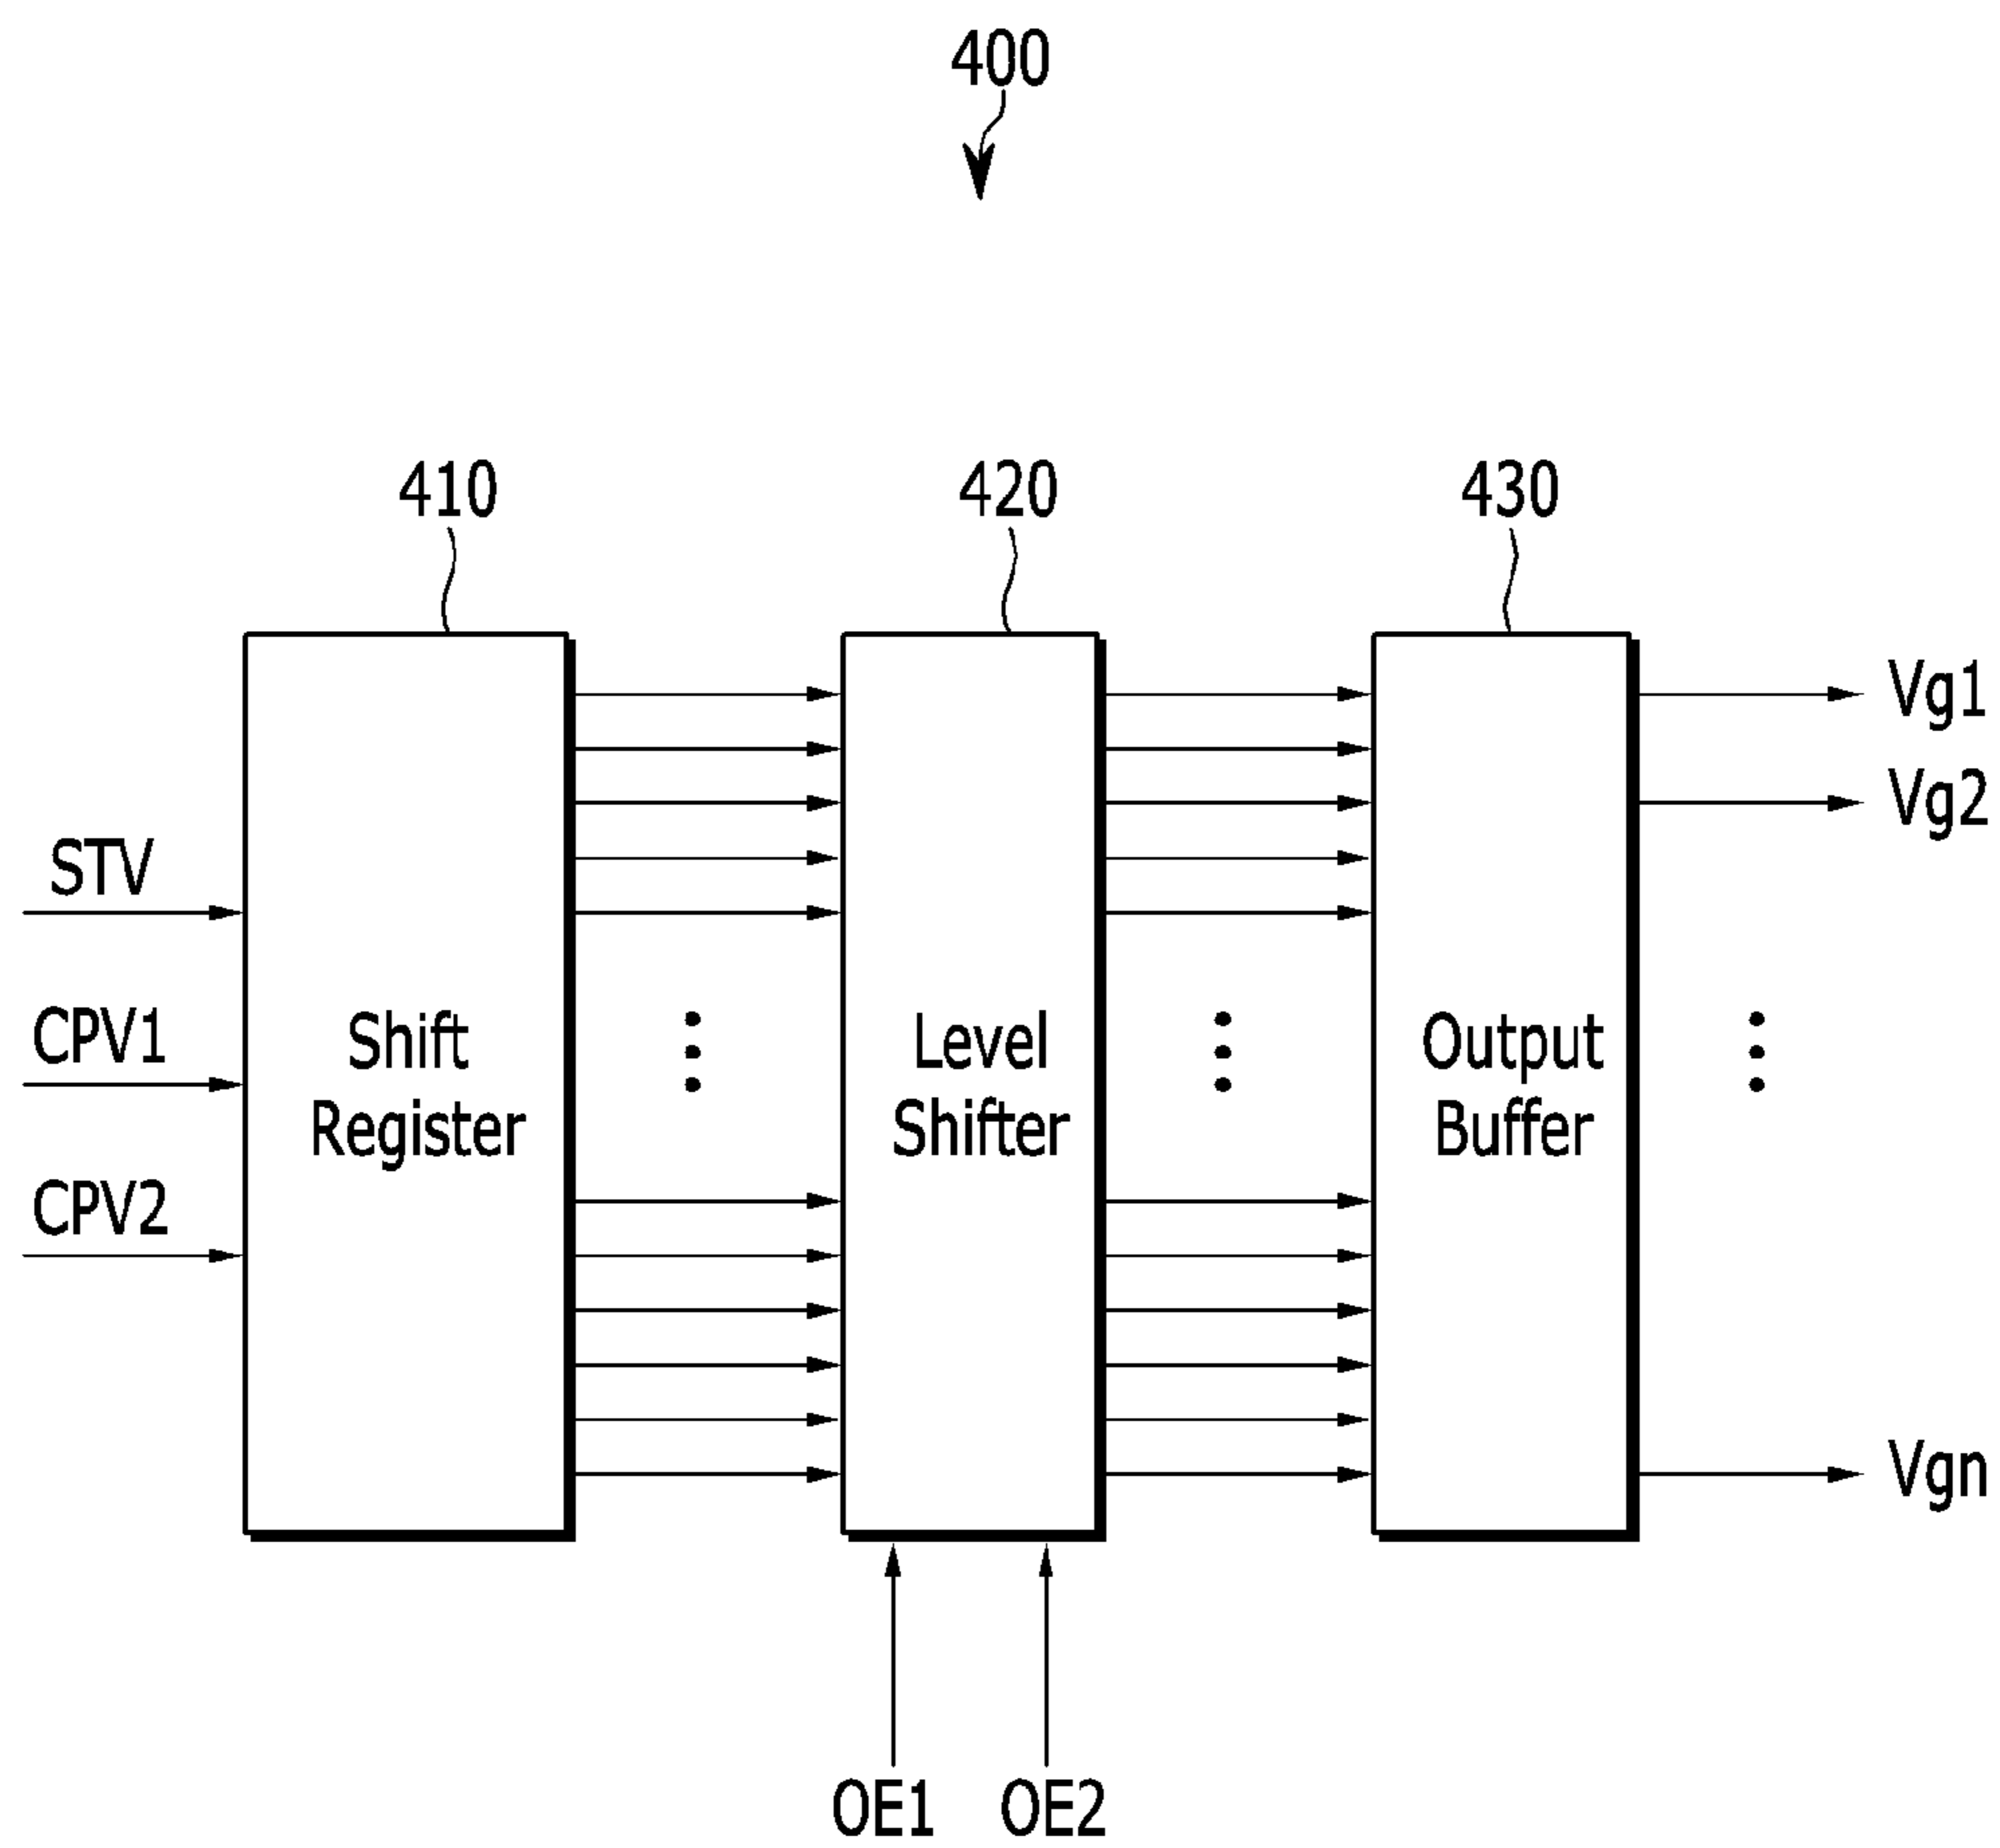 400
410
420
430
Vg1
Vg2
STV
CPV1
CPV2
Shift
Register
Level
Shifter
Output
Buffer
Vgn
OE1
OE2